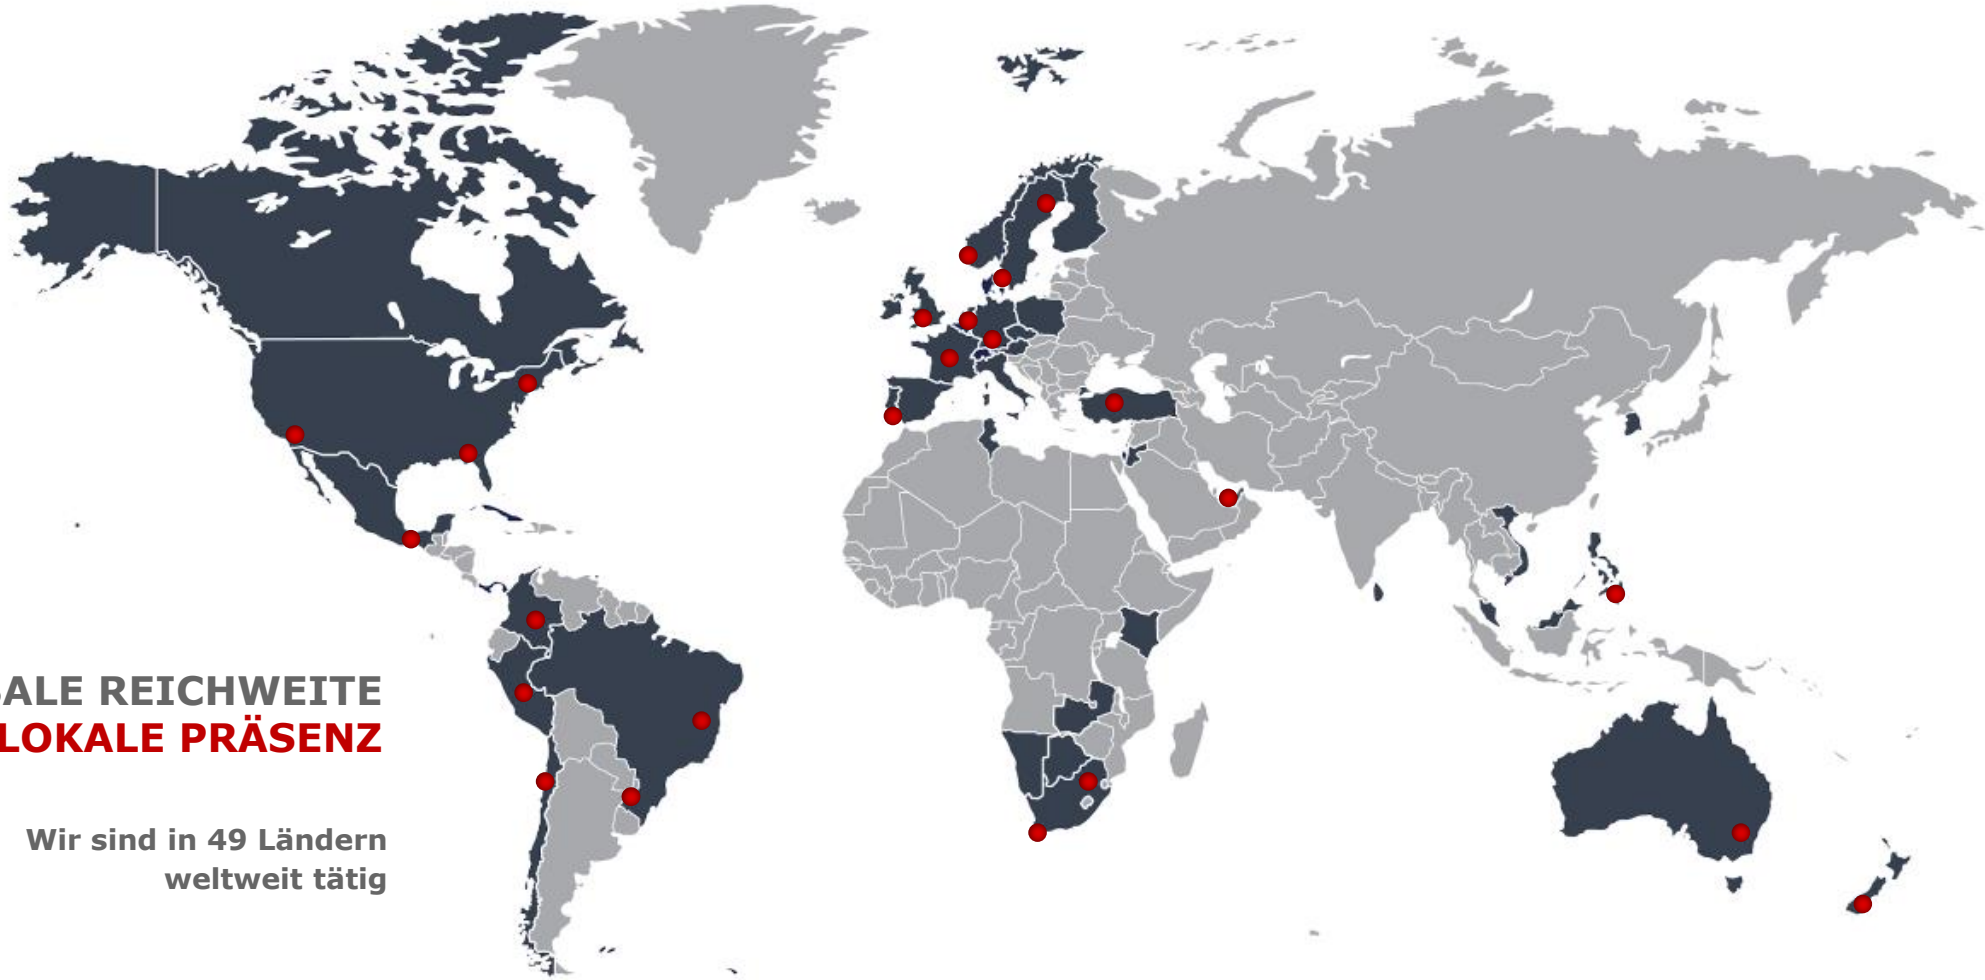 ALE REICHWEITE
LOKALE PRÄSENZ
Wir sind in 49 Ländern
weltweit tätig